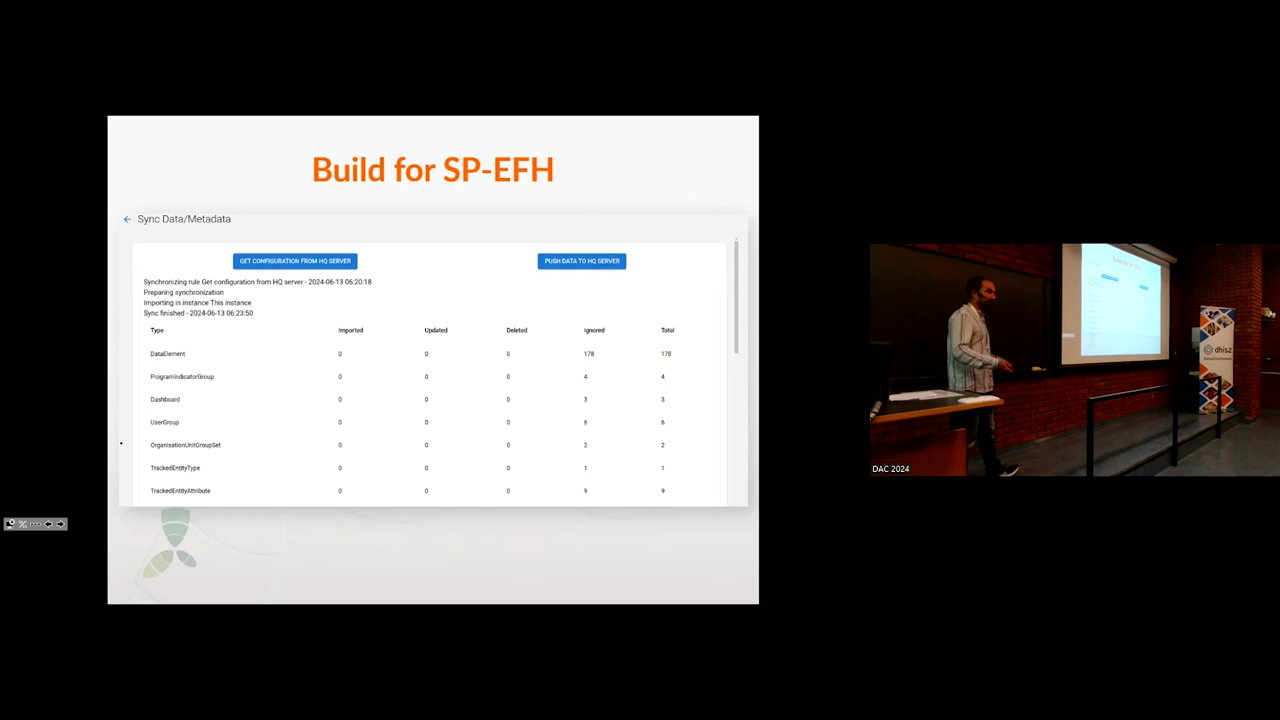 Build for SP-EFH
Sync Data/Metadata
GET CONFIGURATION FROM HQ SERVER
PUSH DATA TO HQ SERVER
Synchronizing rule Get configuration from HQ server - 2024-06-13 06:20:18
Preparing synchronization
Importing in instance This instance
Sync finished - 2024-06-13 06:23:50
Type Imported Updated Deleted Ignored Total
DataElement 0 0 0 178 178
ProgramIndicatorGroup 0 0 0 4 4
Dashboard 0 0 0 3 3
UserGroup 0 0 0 6 6
OrganisationUnitGroupSet 0 0 0 2 2
TrackedEntityType 0 0 0 1 1
TrackedEntityAttribute 0 0 0 9 9
dhis2
DAC 2024